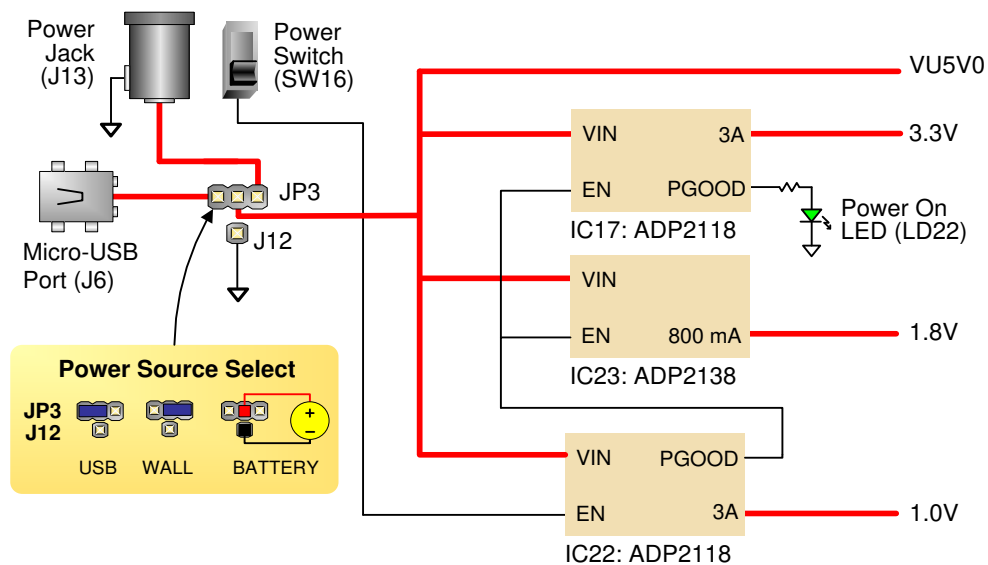 Power
Jack
(J13)
Power
Switch
(SW16)
VU5V0
VIN
3A
3.3V
EN
PGOOD
IC17: ADP2118
Power On
LED (LD22)
JP3
J12
Micro-USB
Port (J6)
VIN
EN
800 mA
1.8V
IC23: ADP2138
Power Source Select
JP3
J12
+
−
USB
WALL
BATTERY
VIN
PGOOD
EN
3A
1.0V
IC22: ADP2118